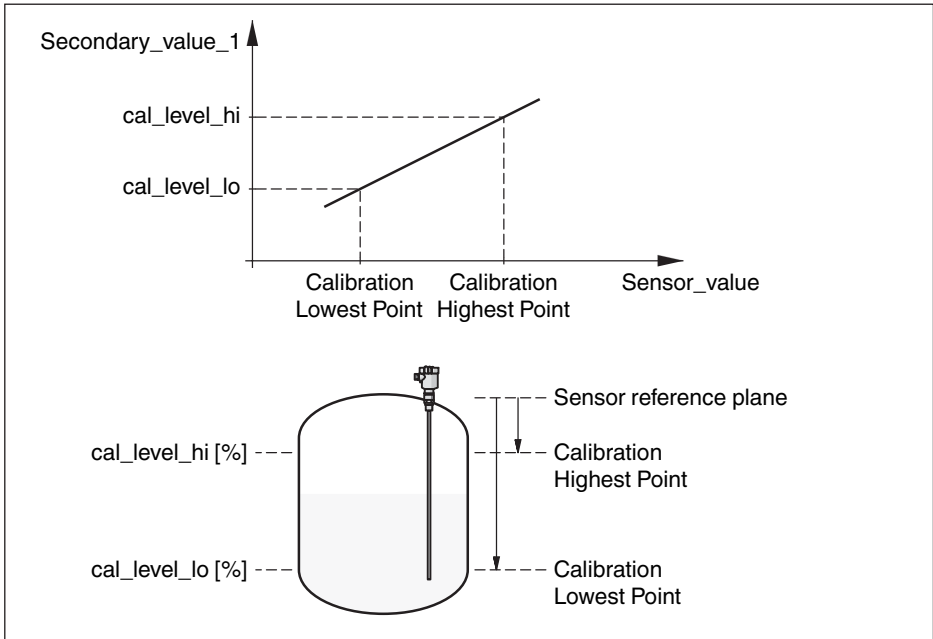 Secondary_value_1
cal_level_hi
cal_level_lo
Calibration
Lowest Point
Calibration
Highest Point
Sensor_value
Sensor reference plane
cal_level_hi [%]
Calibration
Highest Point
cal_level_lo [%]
Calibration
Lowest Point